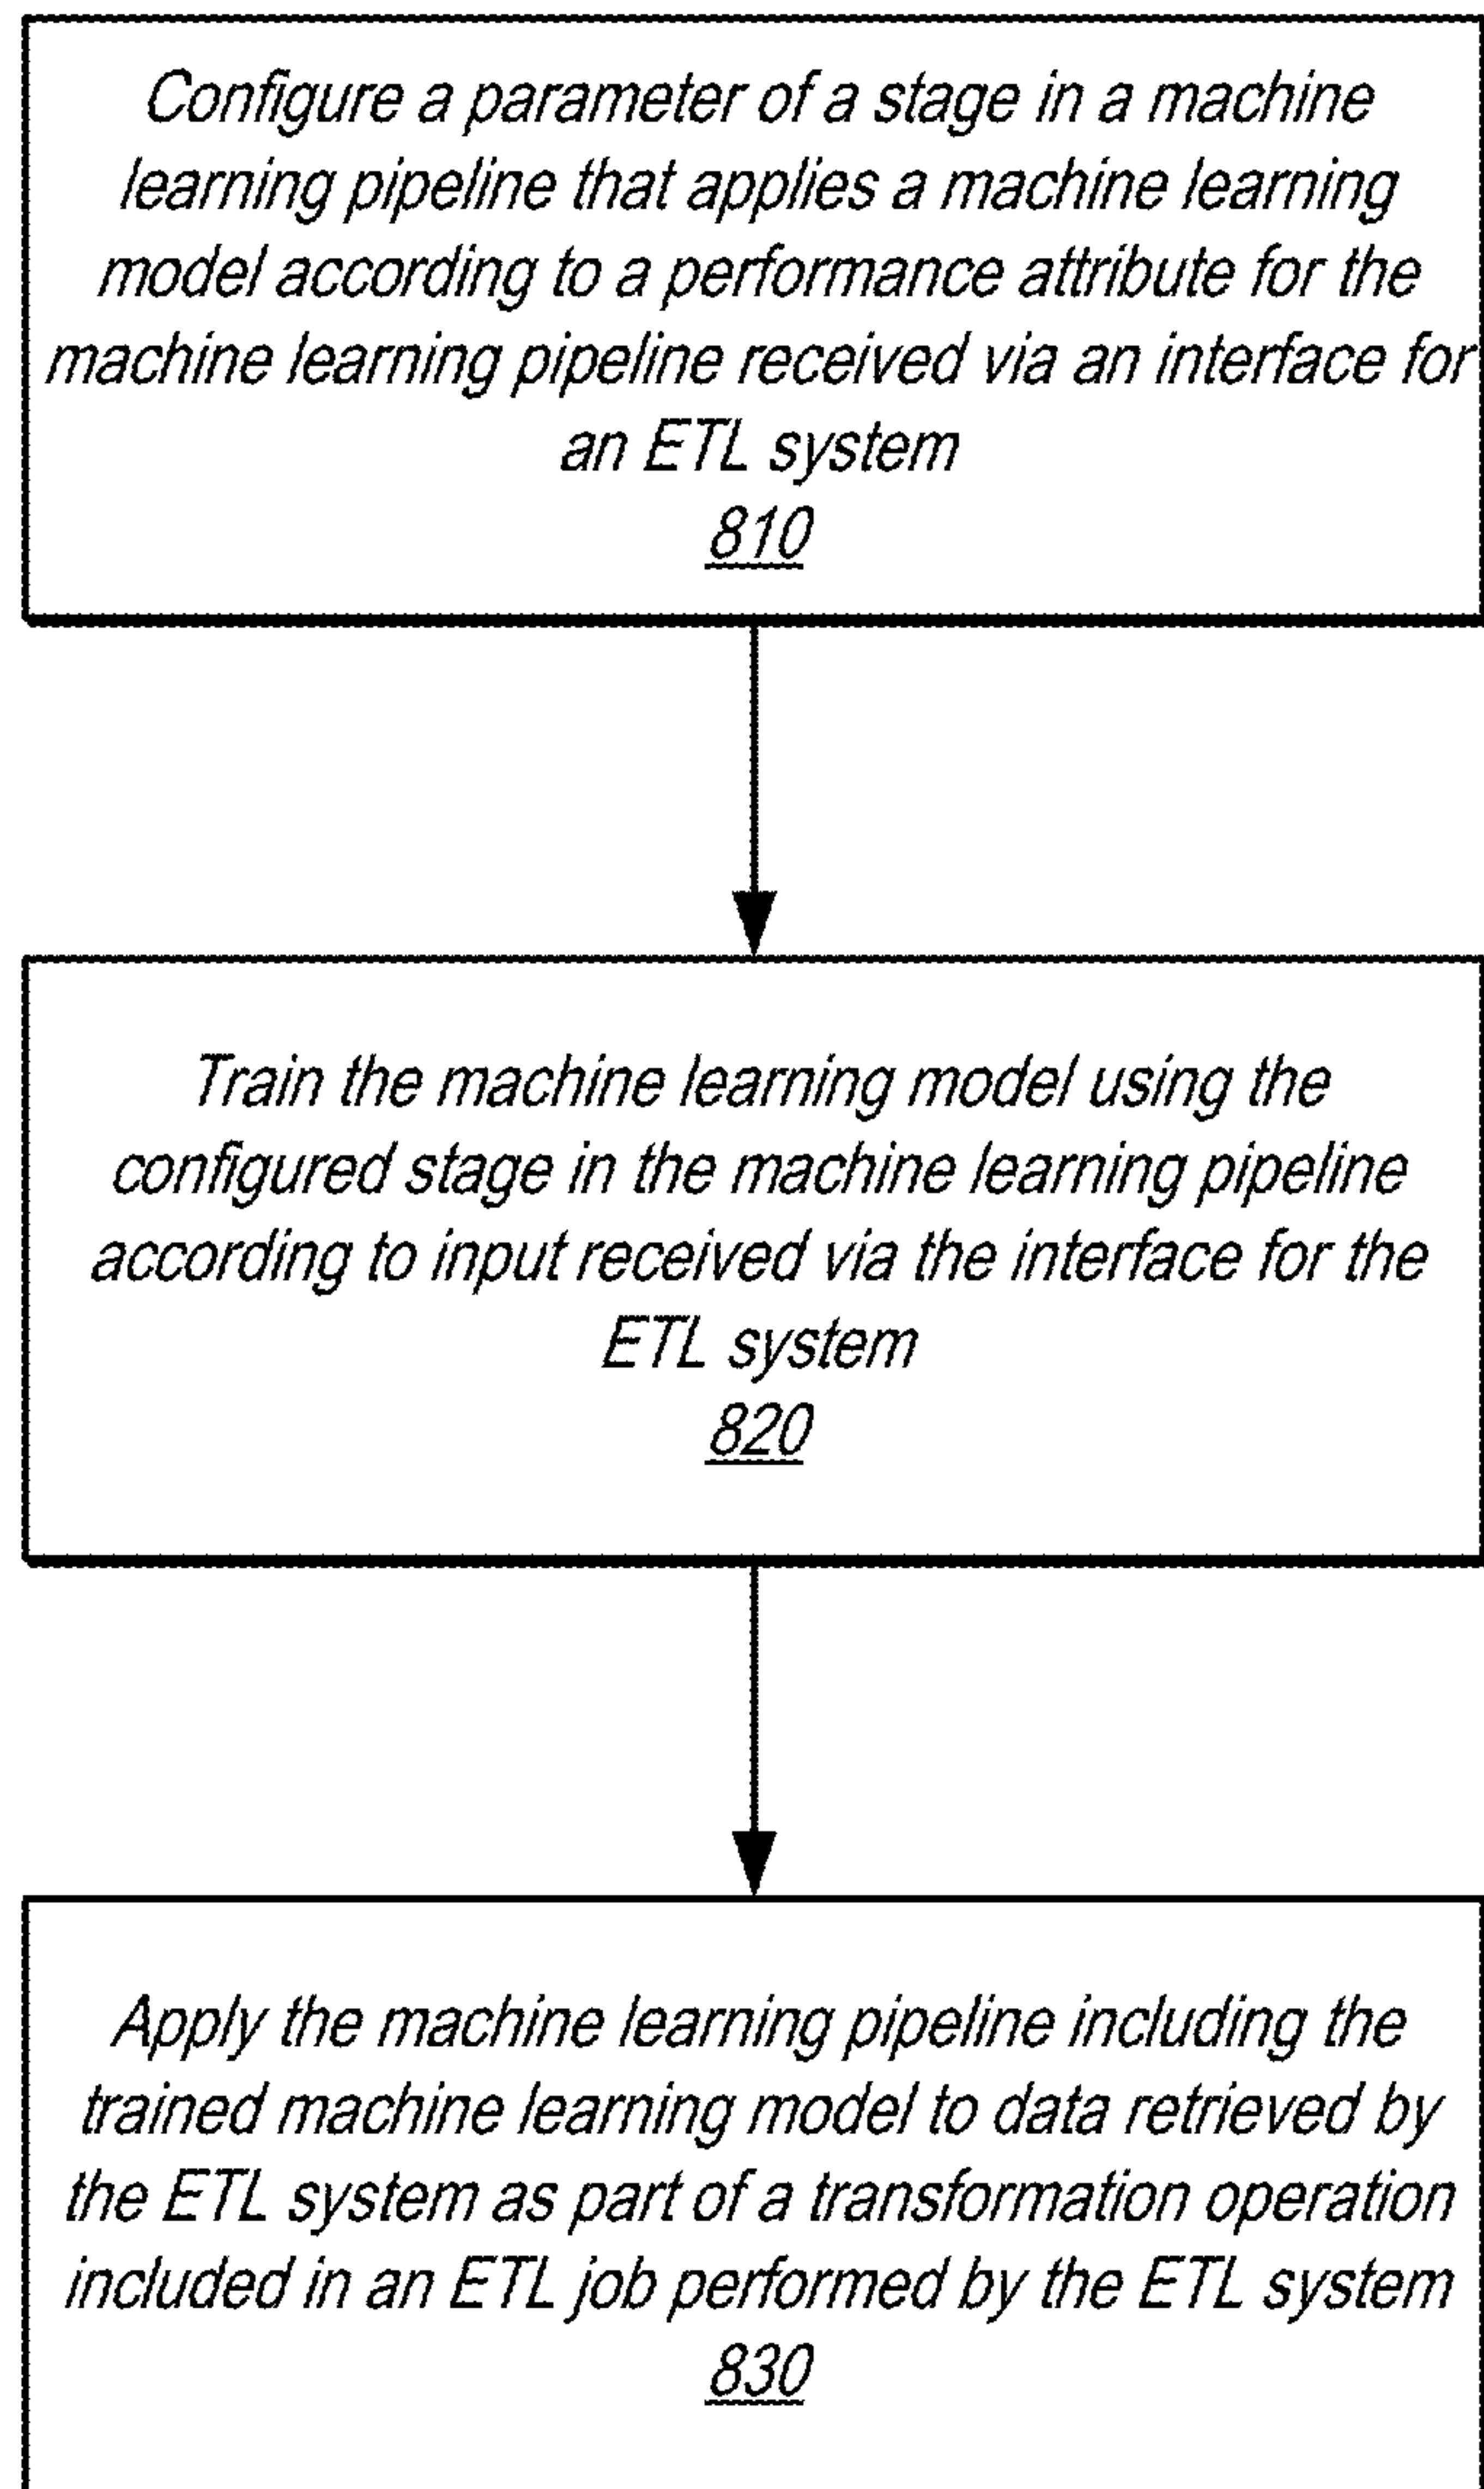 Configure a parameter of a stage in a machine
learning pipeline that applies a machine learning
model according to a performance attribute for the
machine learning pipeline received via an interface for
an ETL system
810
Train the machine learning model using the
configured stage in the machine learning pipeline
according to input received via the interface for the
ETL system
820
Apply the machine learning pipeline including the
trained machine learning model to data retrieved by
the ETL system as part of a transformation operation
included in an ETL job performed by the ETL system
830